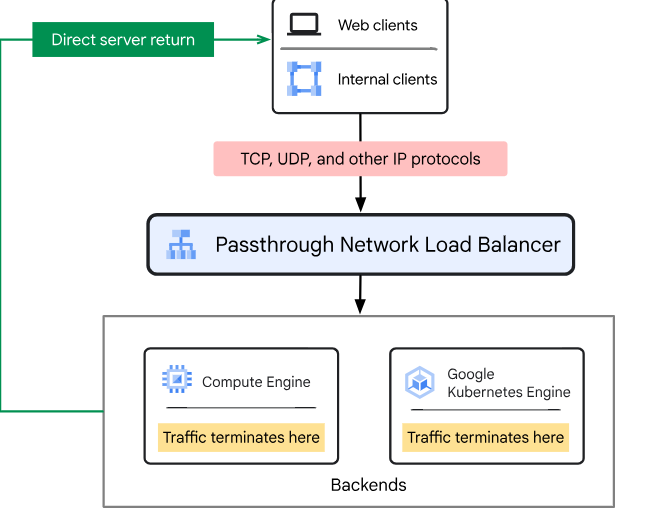 Direct server return
Web clients
Internal clients
TCP, UDP, and other IP protocols
Passthrough Network Load Balancer
Compute Engine
Traffic terminates here
Google
Kubernetes Engine
Traffic terminates here
Backends